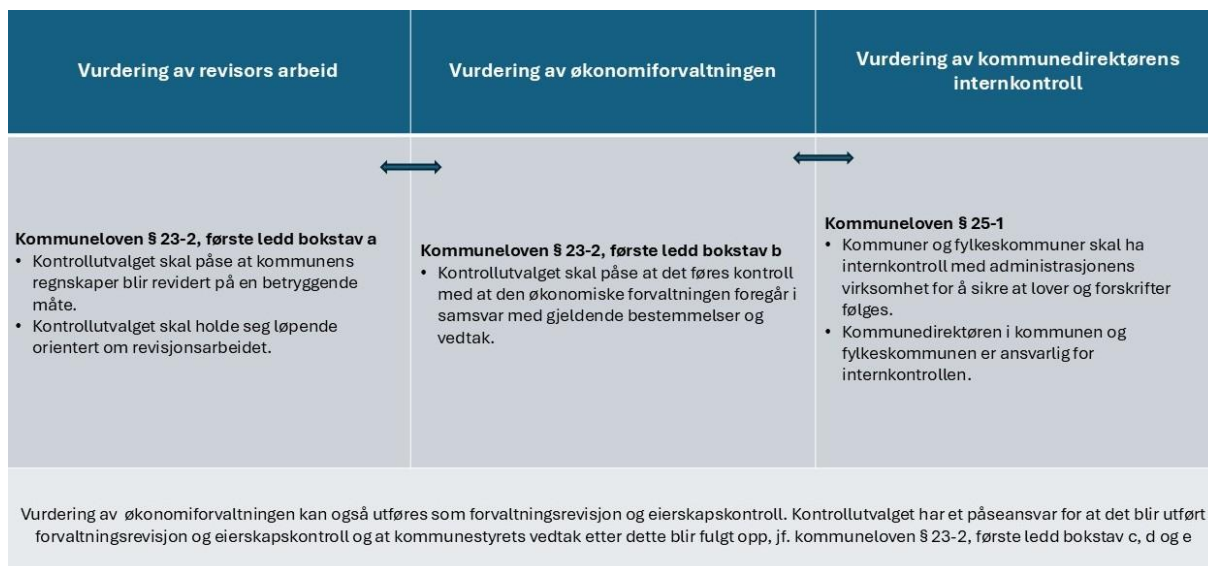 Vurdering av revisors arbeid
Vurdering av økonomiforvaltningen
Vurdering av kommunedirektørens
internkontroll
Kommuneloven § 23-2, første ledd bokstav a
• Kontrollutvalget skal påse at kommunens
regnskaper blir revidert på en betryggende
måte.
• Kontrollutvalget skal holde seg løpende
orientert om revisjonsarbeidet.
Kommuneloven § 23-2, første ledd bokstav b
• Kontrollutvalget skal påse at det føres kontroll
med at den økonomiske forvaltningen foregår i
samsvar med gjeldende bestemmelser og
vedtak.
Kommuneloven § 25-1
• Kommuner og fylkeskommuner skal ha
internkontroll med administrasjonens
virksomhet for å sikre at lover og forskrifter
følges.
• Kommunedirektøren i kommunen og
fylkeskommunen er ansvarlig for
internkontrollen.
Vurdering av økonomiforvaltningen kan også utføres som forvaltningsrevisjon og eierskapskontroll. Kontrollutvalget har et påseansvar for at det blir utført
forvaltningsrevisjon og eierskapskontroll og at kommunestyrets vedtak etter dette blir fulgt opp, jf. kommuneloven § 23-2, første ledd bokstav c, d og e